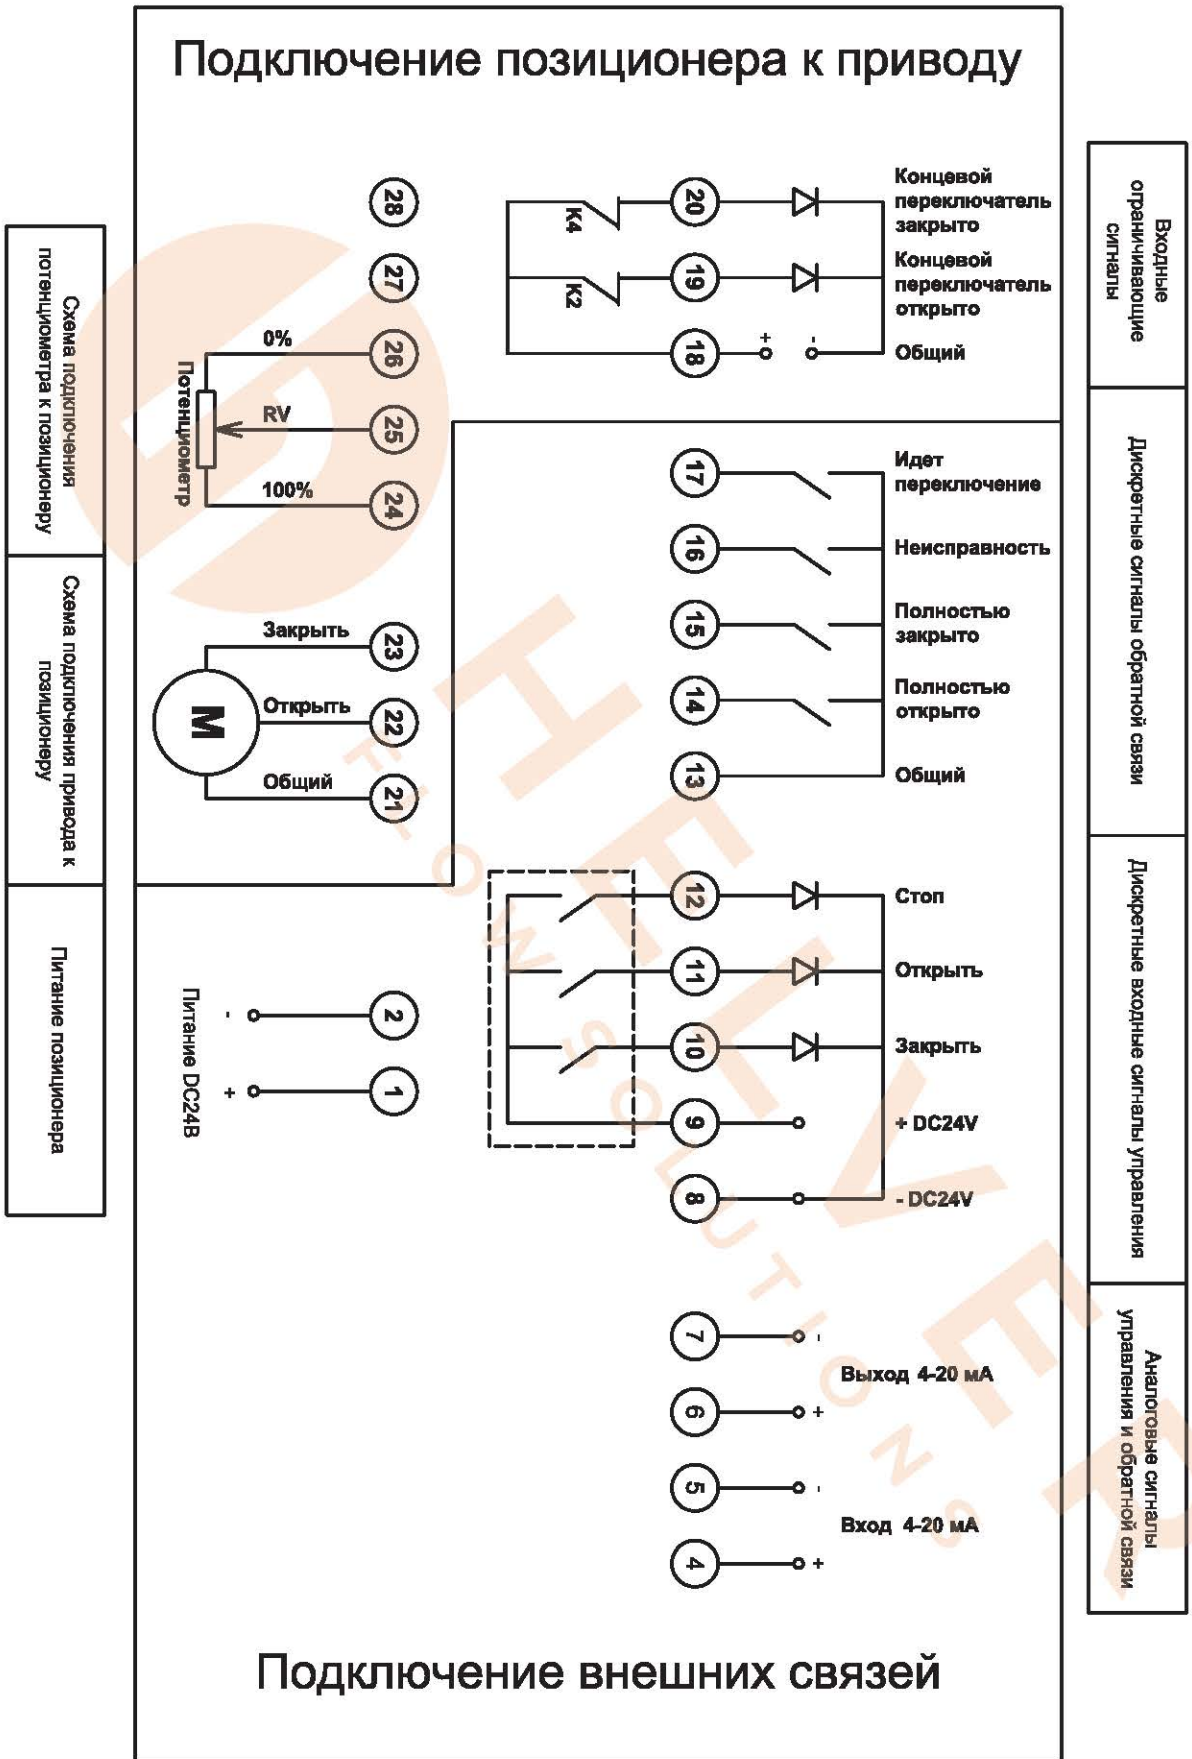 Подключение позиционера к приводу
Схема подключения
потенциометра к позиционеру
Схема подключения привода к
позиционеру
Питание позиционера
28
27
26
0%
25
RV
24
100%
Потенциометр
23
Закрыть
22
Открыть
21
Общий
M
2
-
1
+
Питание DC24В
K4
20
Концевой
переключатель
закрыто
K2
19
Концевой
переключатель
открыто
18
+
-
Общий
17
Идет
переключение
16
Неисправность
15
Полностью
закрыто
14
Полностью
открыто
13
Общий
12
Стоп
11
Открыть
10
Закрыть
9
+ DC24V
8
- DC24V
7
-
Выход 4-20 мА
6
+
5
-
Вход 4-20 мА
4
+
Входные
ограничивающие
сигналы
Дискретные сигналы обратной связи
Дискретные входные сигналы управления
Аналоговые сигналы
управления и обратной связи
Подключение внешних связей
HELVER
FLOW SOLUTIONS